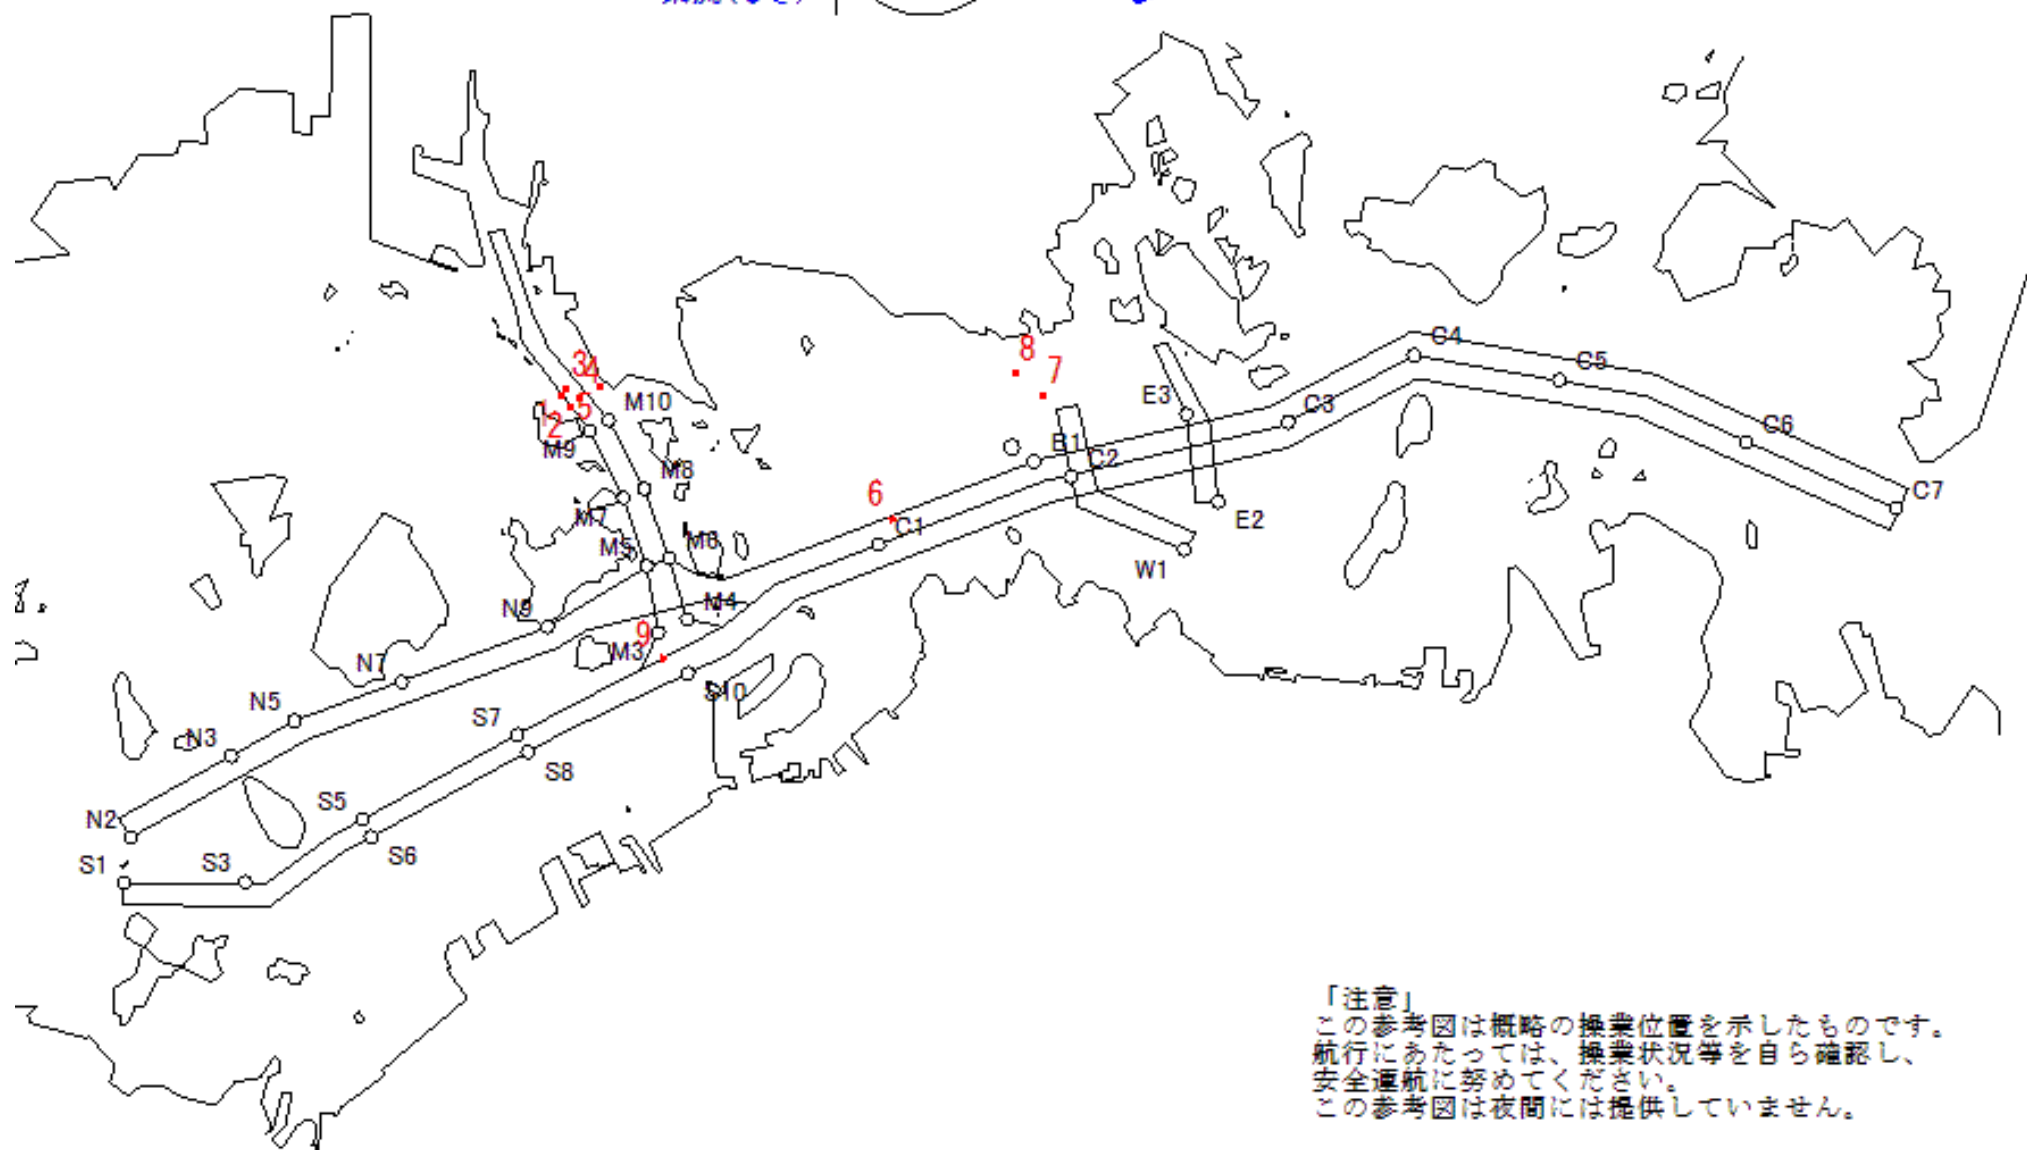 8
7
3
4
1
5
2
6
9
C4
C5
C6
C7
C3
E3
E2
B1
C2
W1
C1
M10
M9
M8
M7
M6
M5
M4
M3
N9
N7
N5
N3
N2
S1
S3
S5
S6
S7
S8
S10
「注意」
この参考図は概略の操業位置を示したものです。
航行にあたっては、操業状況等を自ら確認し、
安全運航に努めてください。
この参考図は夜間には提供していません。